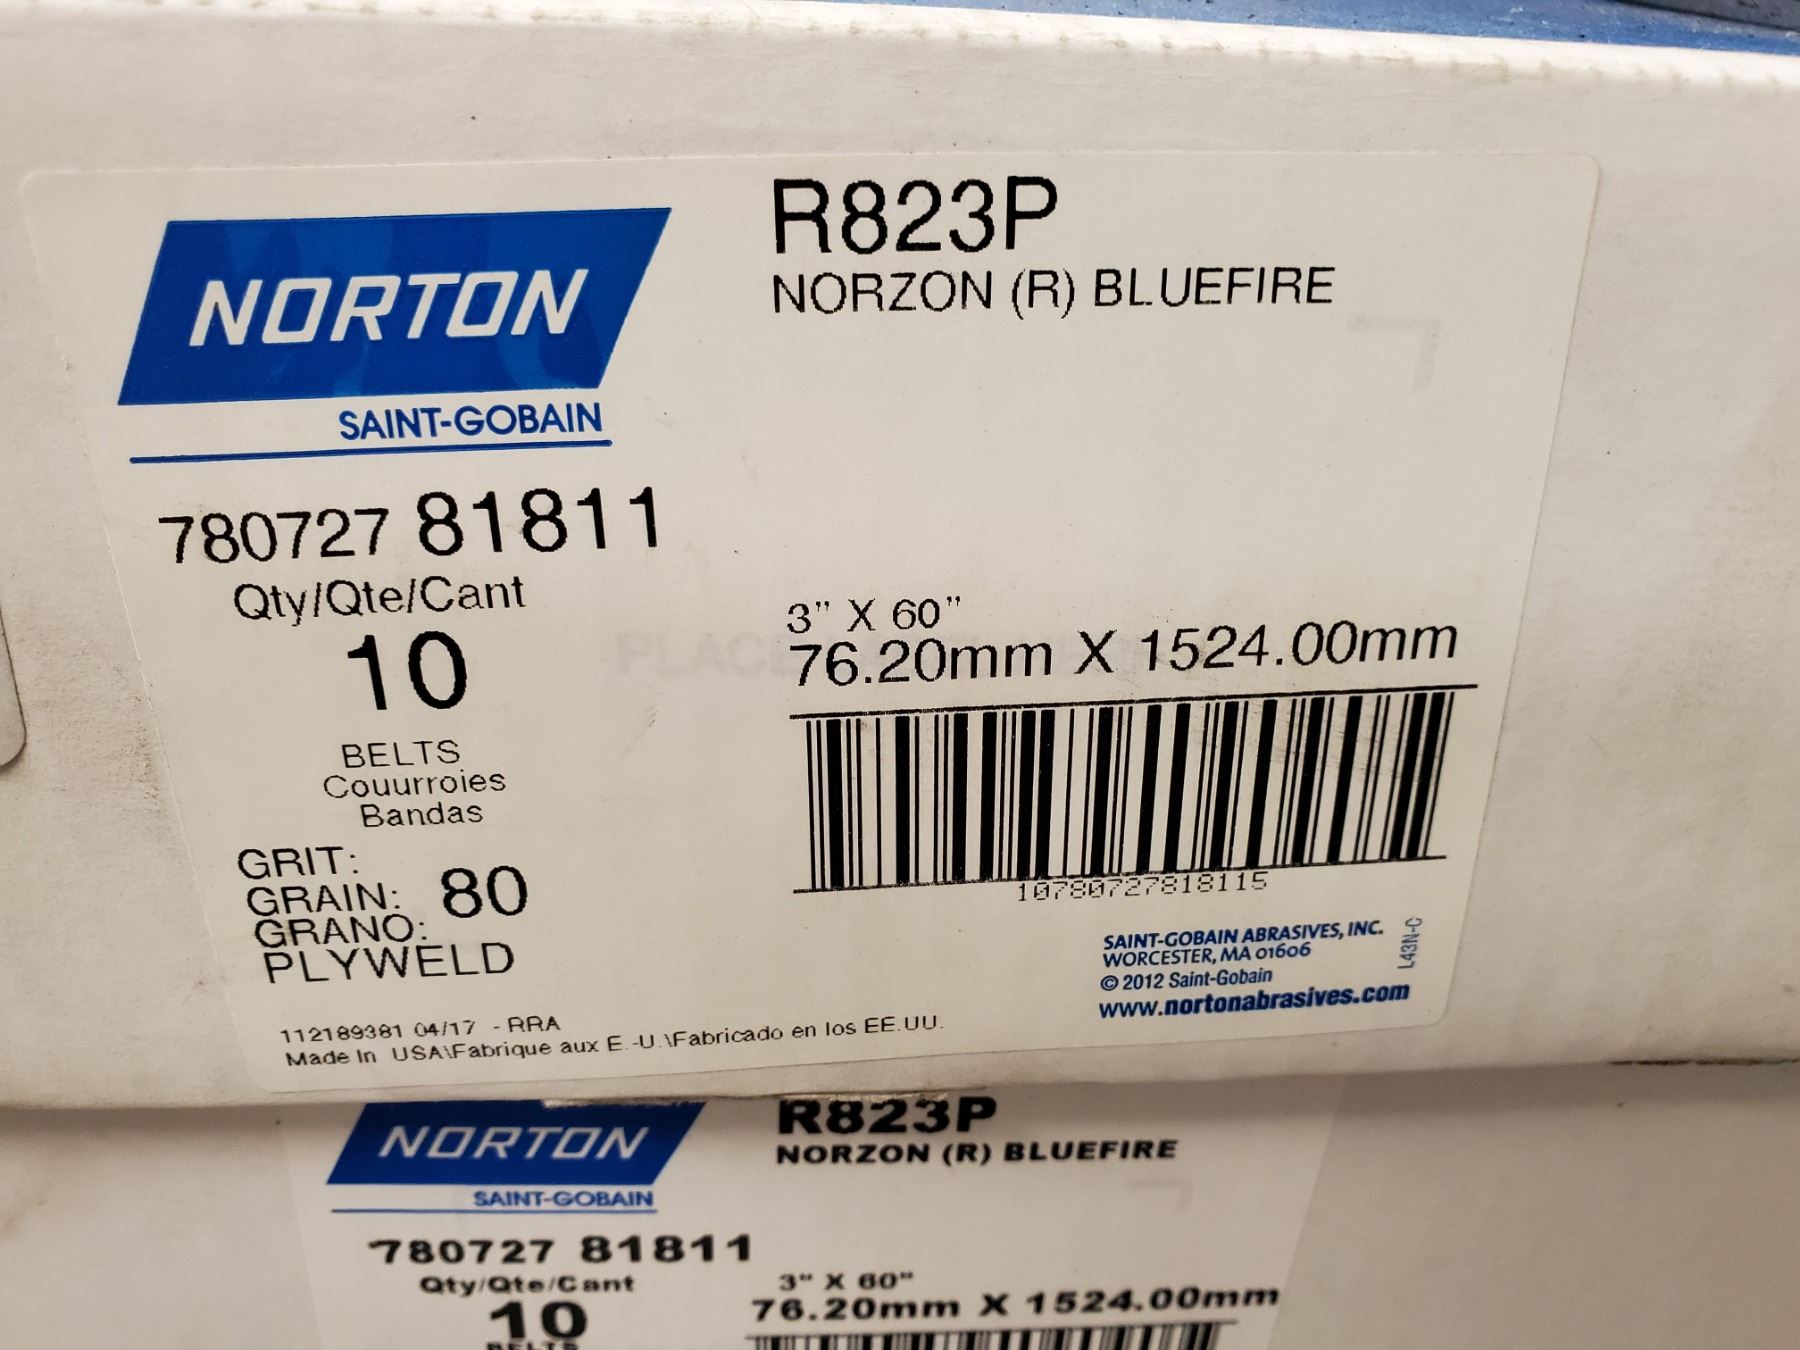 NORTON
SAINT-GOBAIN
R823P
NORZON (R) BLUEFIRE
780727 81811
Qty/Qte/Cant
10
BELTS
Couurroies
Bandas
GRIT:
GRAIN: 80
GRANO:
PLYWELD
3" X 60"
76.20mm X 1524.00mm
10780727818115
SAINT-GOBAIN ABRASIVES, INC.
WORCESTER, MA 01606
© 2012 Saint-Gobain
www.nortonabrasives.com
L43N-C
112189381 04/17 - RRA
Made In USA\Fabrique aux E.-U.\Fabricado en los EE.UU.
PLACE
NORTON
SAINT-GOBAIN
R823P
NORZON (R) BLUEFIRE
780727 81811
Qty/Qte/Cant
10
BELTS
3" X 60"
76.20mm X 1524.00mm